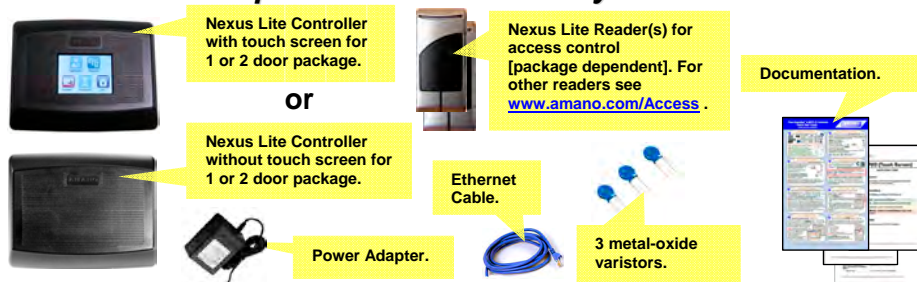 Nexus Lite Controller
with touch screen for
1 or 2 door package.
or
Nexus Lite Controller
without touch screen for
1 or 2 door package.
Nexus Lite Reader(s) for
access control
[package dependent]. For
other readers see
www.amano.com/Access .
Documentation.
Ethernet
Cable.
Power Adapter.
3 metal-oxide
varistors.